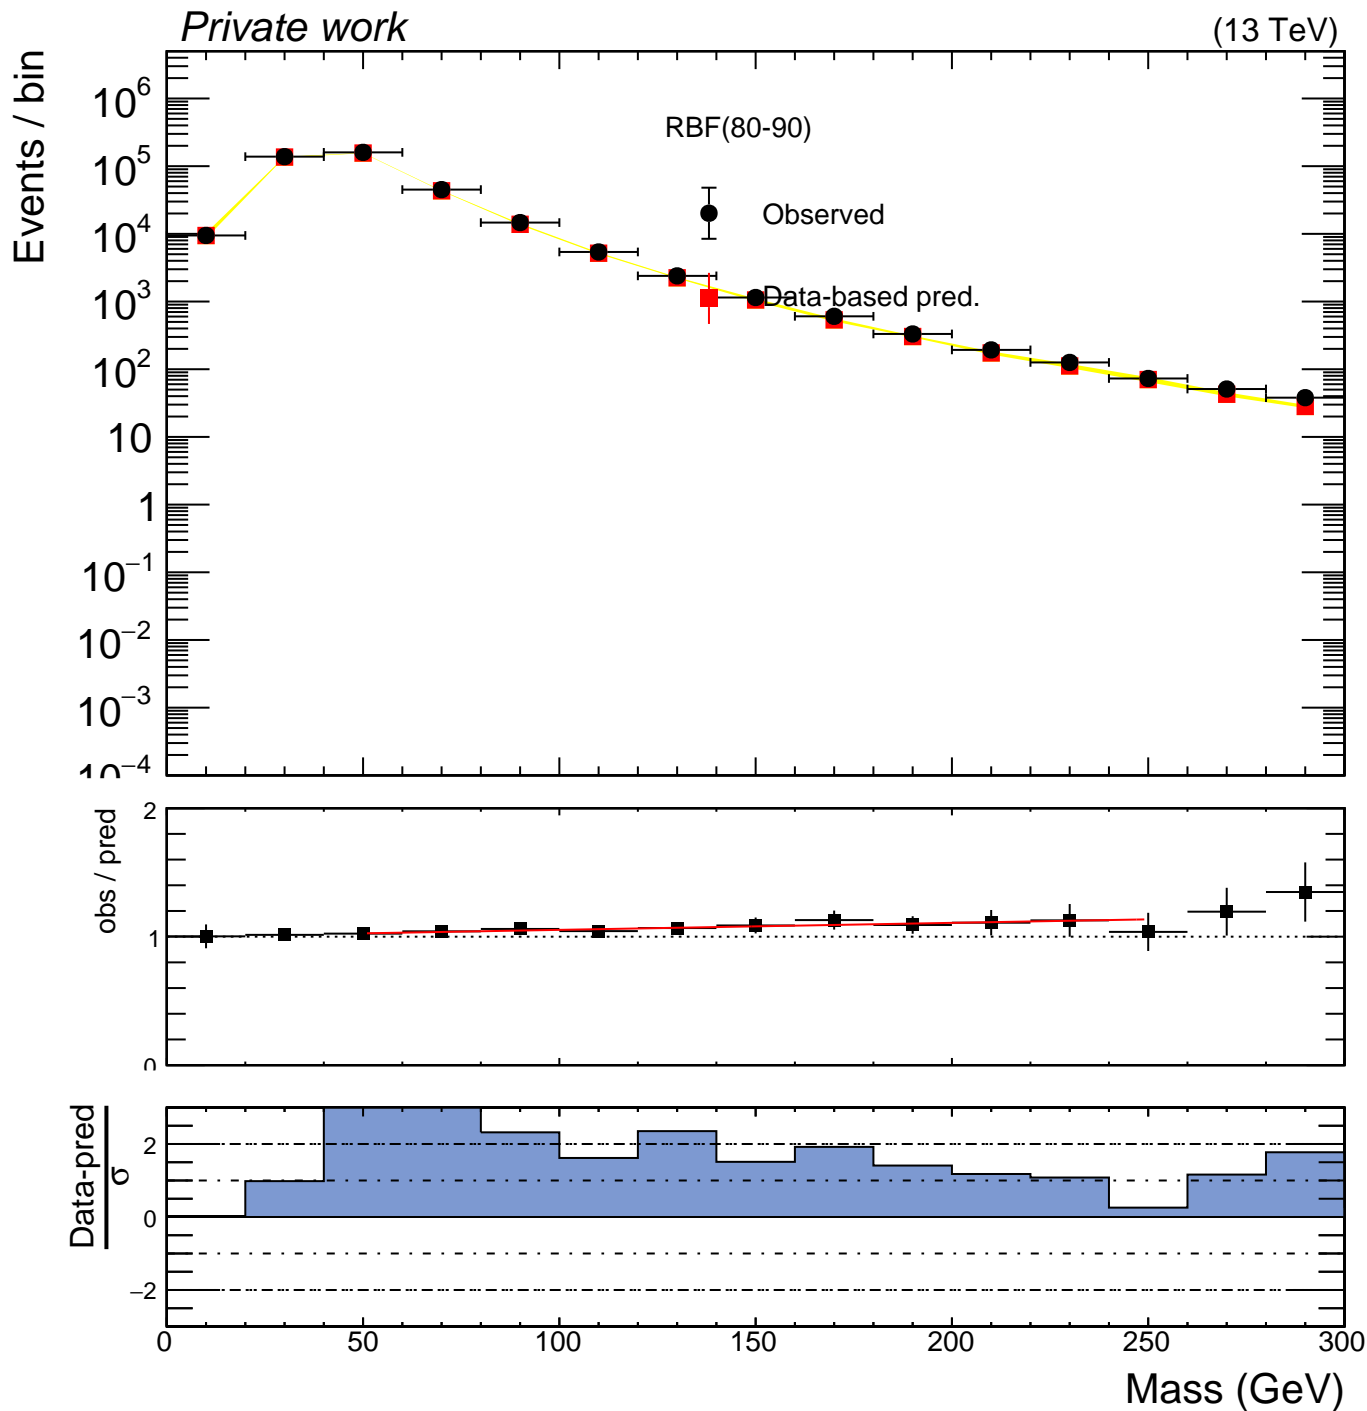 Private work (13 TeV)
Events / bin
10^6
10^5
10^4
10^3
10^2
10
1
10^−1
10^−2
10^−3
10^−4
RBF(80-90)
Observed
Data-based pred.
obs / pred
2
1
0
Data-pred
σ
2
0
−2
0 50 100 150 200 250 300
Mass (GeV)